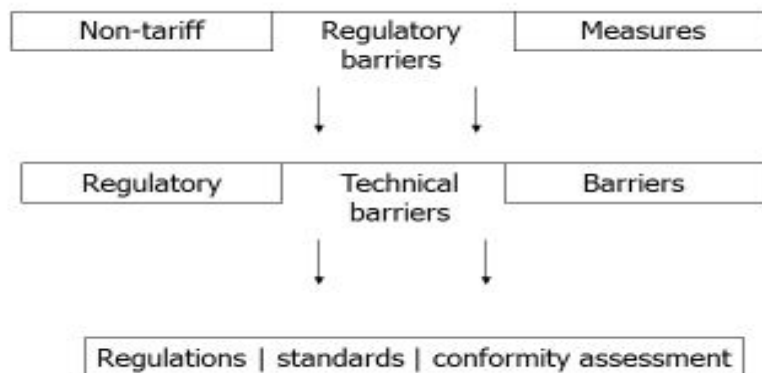 Non-tariff Regulatory Measures
barriers
Regulatory Technical Barriers
barriers
Regulations | standards | conformity assessment